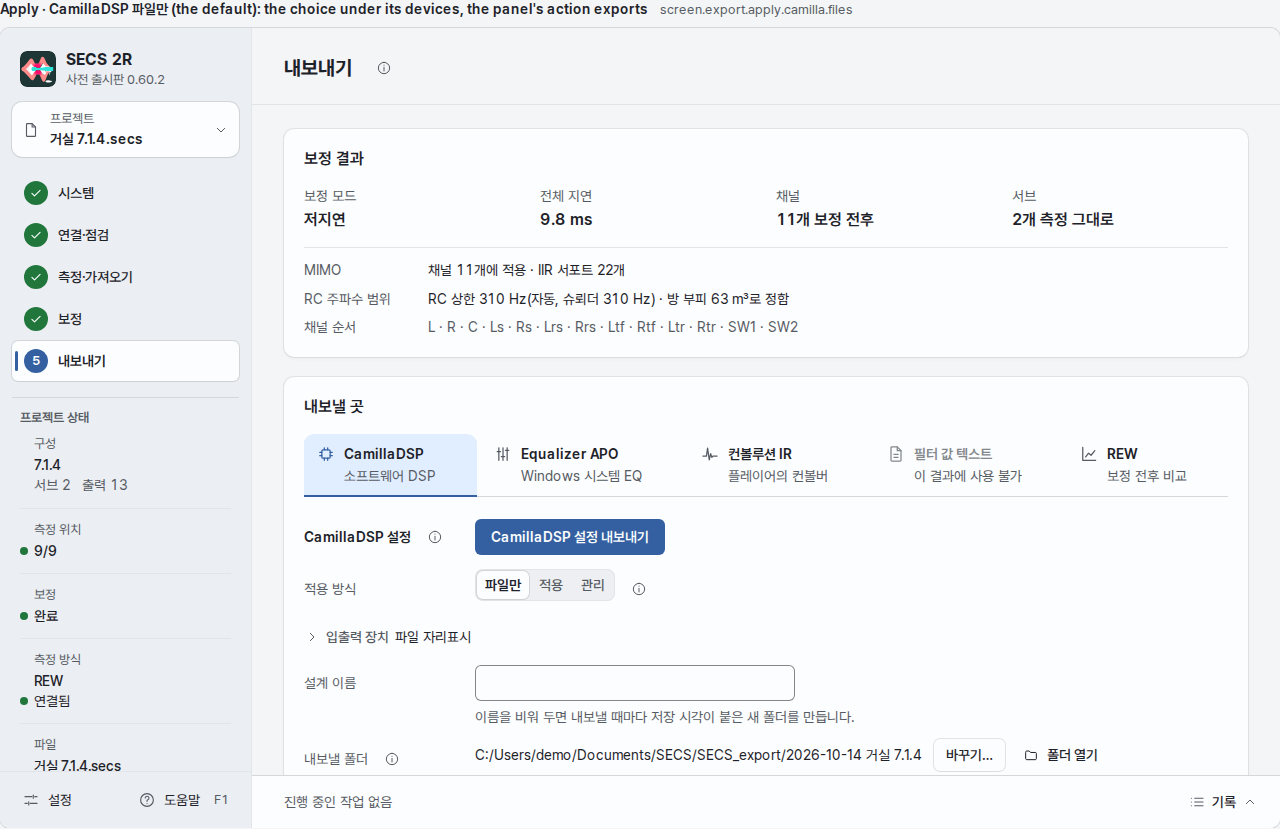 Apply · CamillaDSP 파일만 (the default): the choice under its devices, the panel's action exports screen.export.apply.camilla.files
SECS 2R
사전 출시판 0.60.2
프로젝트
거실 7.1.4.secs
시스템
연결·점검
측정·가져오기
보정
5 내보내기
프로젝트 상태
구성
7.1.4
서브 2 출력 13
측정 위치
9/9
보정
완료
측정 방식
REW
연결됨
파일
거실 7.1.4.secs
설정 도움말 F1
내보내기
보정 결과
보정 모드 전체 지연 채널 서브
저지연 9.8 ms 11개 보정 전후 2개 측정 그대로
MIMO 채널 11개에 적용 · IIR 서포트 22개
RC 주파수 범위 RC 상한 310 Hz(자동, 슈뢰더 310 Hz) · 방 부피 63 m³로 정합
채널 순서 L · R · C · Ls · Rs · Lrs · Rrs · Ltf · Rtf · Ltr · Rtr · SW1 · SW2
내보낼 곳
CamillaDSP Equalizer APO 컨볼루션 IR 필터 값 텍스트 REW
소프트웨어 DSP Windows 시스템 EQ 플레이어의 컨볼버 이 결과에 사용 불가 보정 전후 비교
CamillaDSP 설정 CamillaDSP 설정 내보내기
적용 방식 파일만 적용 관리
입출력 장치 파일 자리표시
설계 이름
이름을 비워 두면 내보낼 때마다 저장 시각이 붙은 새 폴더를 만듭니다.
내보낼 폴더 C:/Users/demo/Documents/SECS/SECS_export/2026-10-14 거실 7.1.4 바꾸기... 폴더 열기
진행 중인 작업 없음 기록